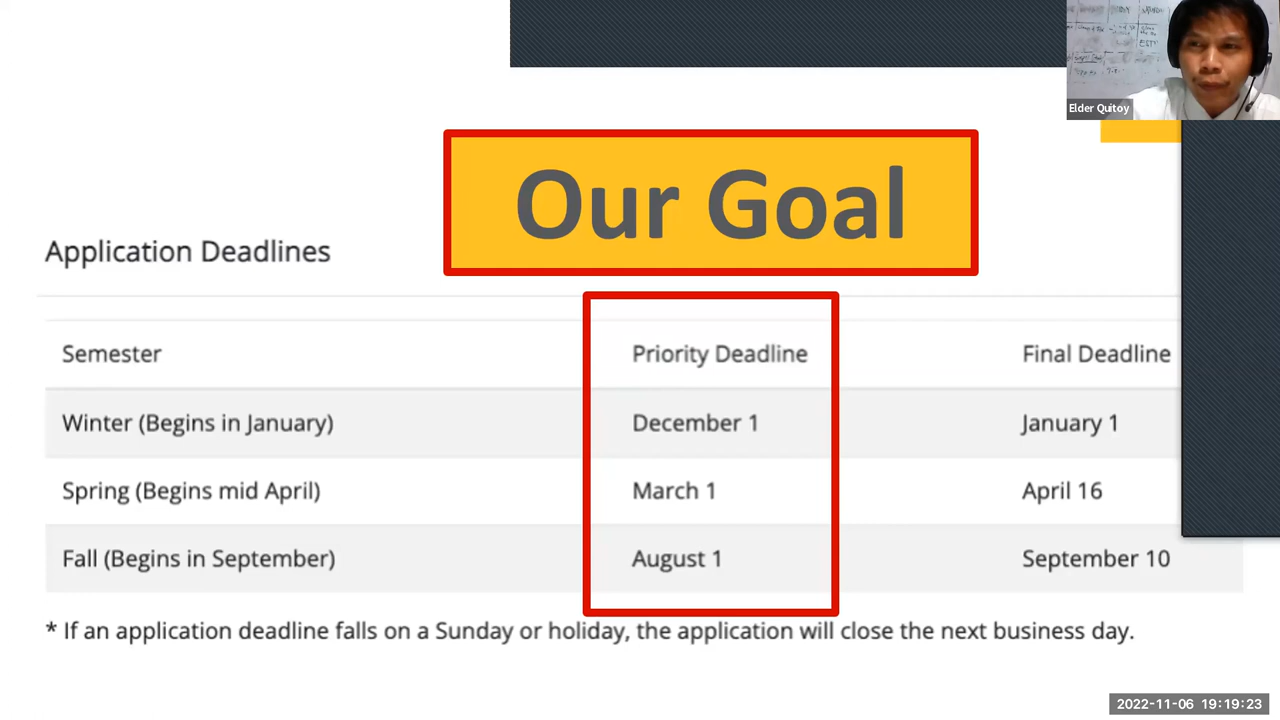 Elder Quitoy
Our Goal
Application Deadlines
Semester Priority Deadline Final Deadline
Winter (Begins in January) December 1 January 1
Spring (Begins mid April) March 1 April 16
Fall (Begins in September) August 1 September 10
* If an application deadline falls on a Sunday or holiday, the application will close the next business day.
2022-11-06 19:19:23